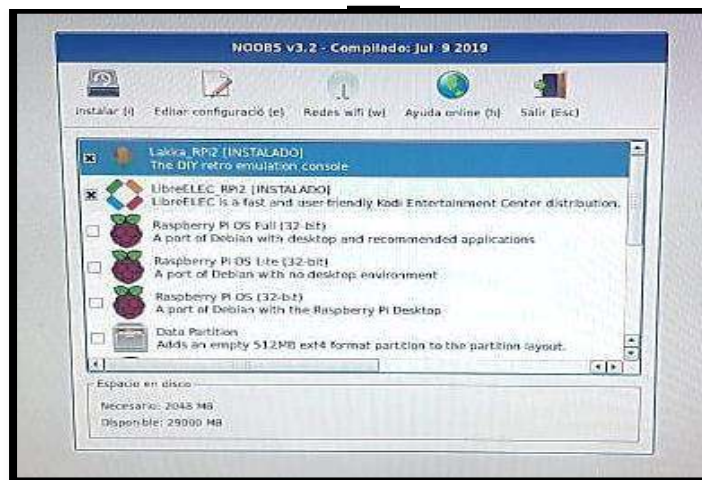 NOOBS v3.2 - Compilado: Jul 9 2019
Instalar (i) Editar configuració (e) Redes wifi (w) Ayuda online (h) Salir (Esc)
Lakka_RPi2 [INSTALADO]
The DIY retro emulation console
LibreELEC_RPi2 [INSTALADO]
LibreELEC is a fast and user-friendly Kodi Entertainment Center distribution.
Raspberry Pi OS Full (32-bit)
A port of Debian with desktop and recommended applications
Raspberry Pi OS Lite (32-bit)
A port of Debian with no desktop environment
Raspberry Pi OS (32-bit)
A port of Debian with the Raspberry Pi Desktop
Data Partition
Adds an empty 512MB ext4 format partition to the partition layout.
Espacio en disco
Necesario: 2048 MB
Disponible: 29000 MB